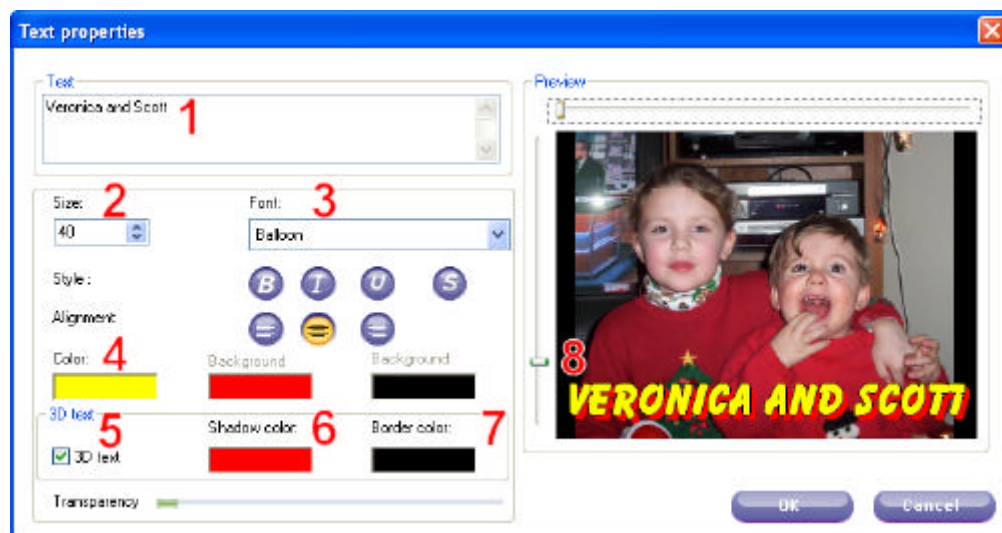 Text properties
Text
Veronica and Scott 1
Size: 2
40
Font: 3
Balloon
Style :
B I U S
Alignment:
Color: 4
Background
Background
3D text
5
3D text
Shadow color: 6
Border color: 7
Transparency
Preview
8
VERONICA AND SCOTT
OK
Cancel